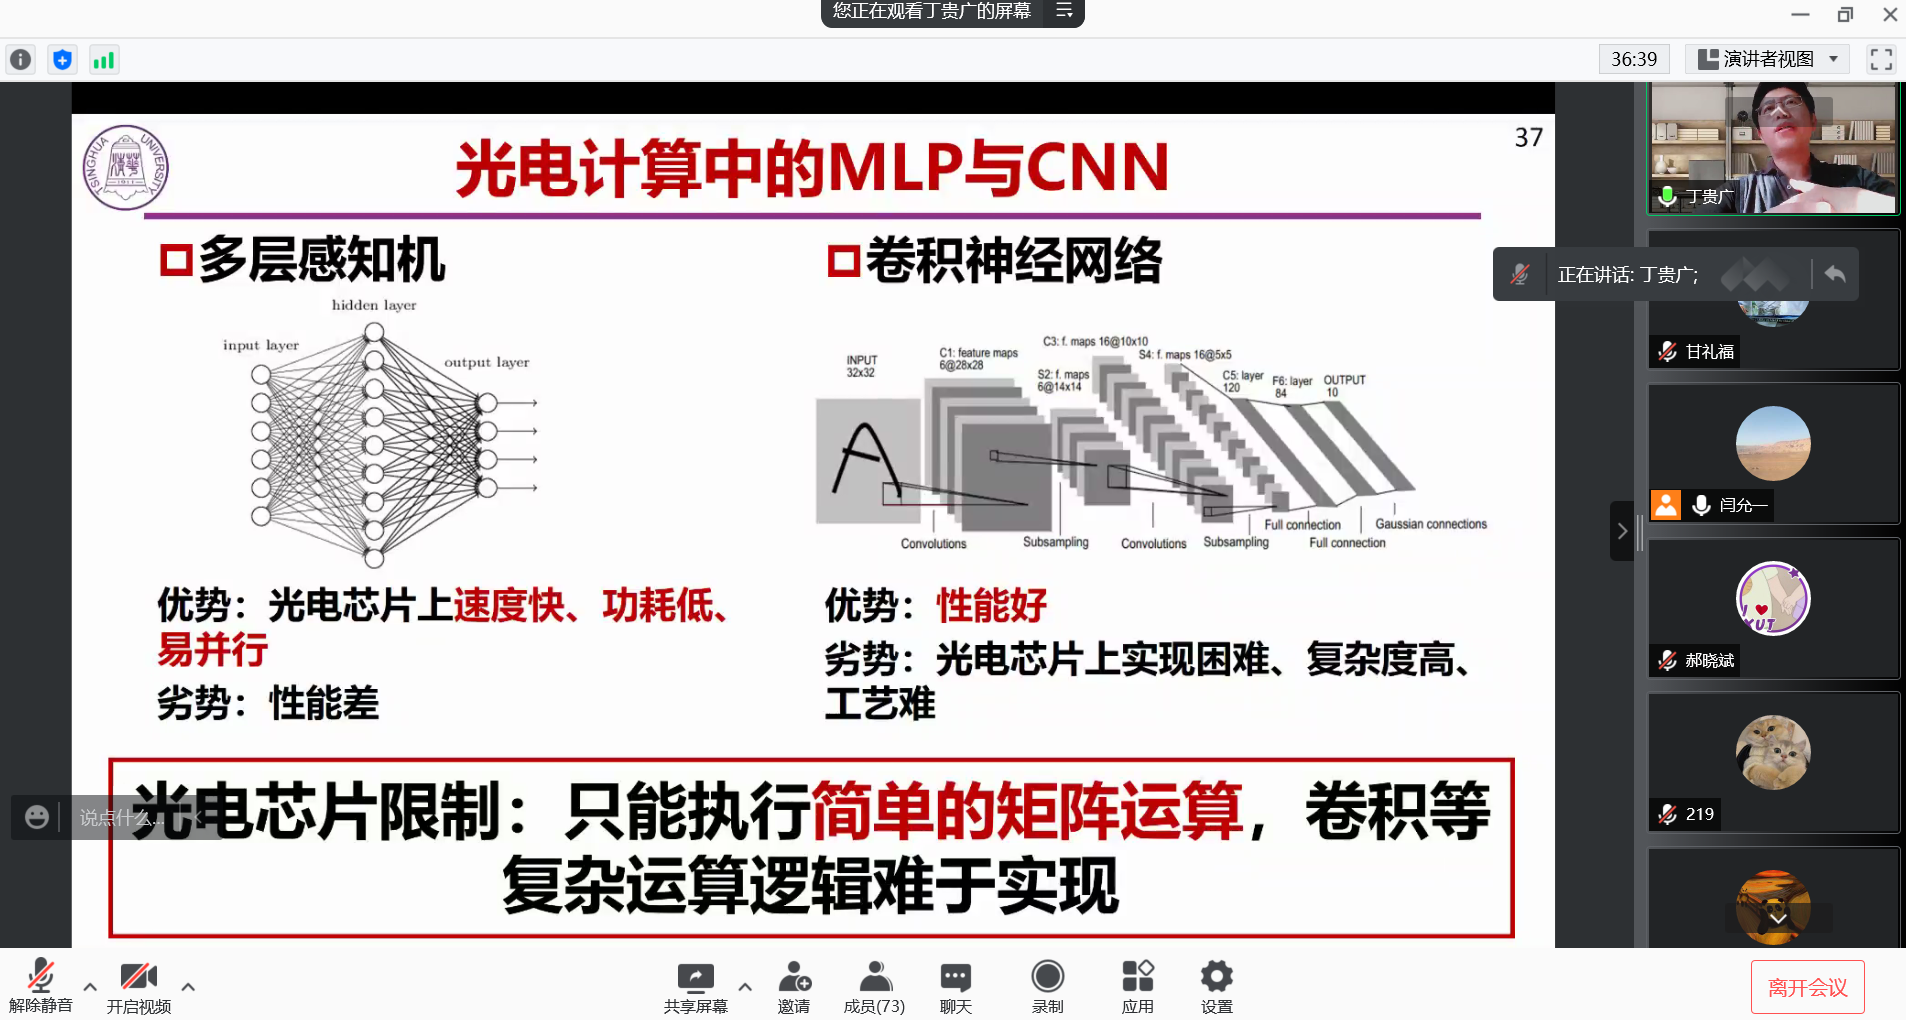 您正在观看丁贵广的屏幕
36:39
演讲者视图
37
TSINGHUA UNIVERSITY
1911
光电计算中的MLP与CNN
多层感知机
hidden layer
input layer
output layer
优势：光电芯片上速度快、功耗低、
易并行
劣势：性能差
卷积神经网络
INPUT
32x32
C1: feature maps
6@28x28
S2: f. maps
6@14x14
C3: f. maps 16@10x10
S4: f. maps 16@5x5
C5: layer
120
F6: layer
84
OUTPUT
10
A
Convolutions
Subsampling
Convolutions
Subsampling
Full connection
Full connection
Gaussian connections
优势：性能好
劣势：光电芯片上实现困难、复杂度高、
工艺难
光电芯片限制：只能执行简单的矩阵运算，卷积等
复杂运算逻辑难于实现
说点什么...
丁贵广
正在讲话: 丁贵广;
甘礼福
闫允一
I
XUT
郝晓斌
219
解除静音
开启视频
共享屏幕
邀请
成员(73)
聊天
录制
应用
设置
离开会议